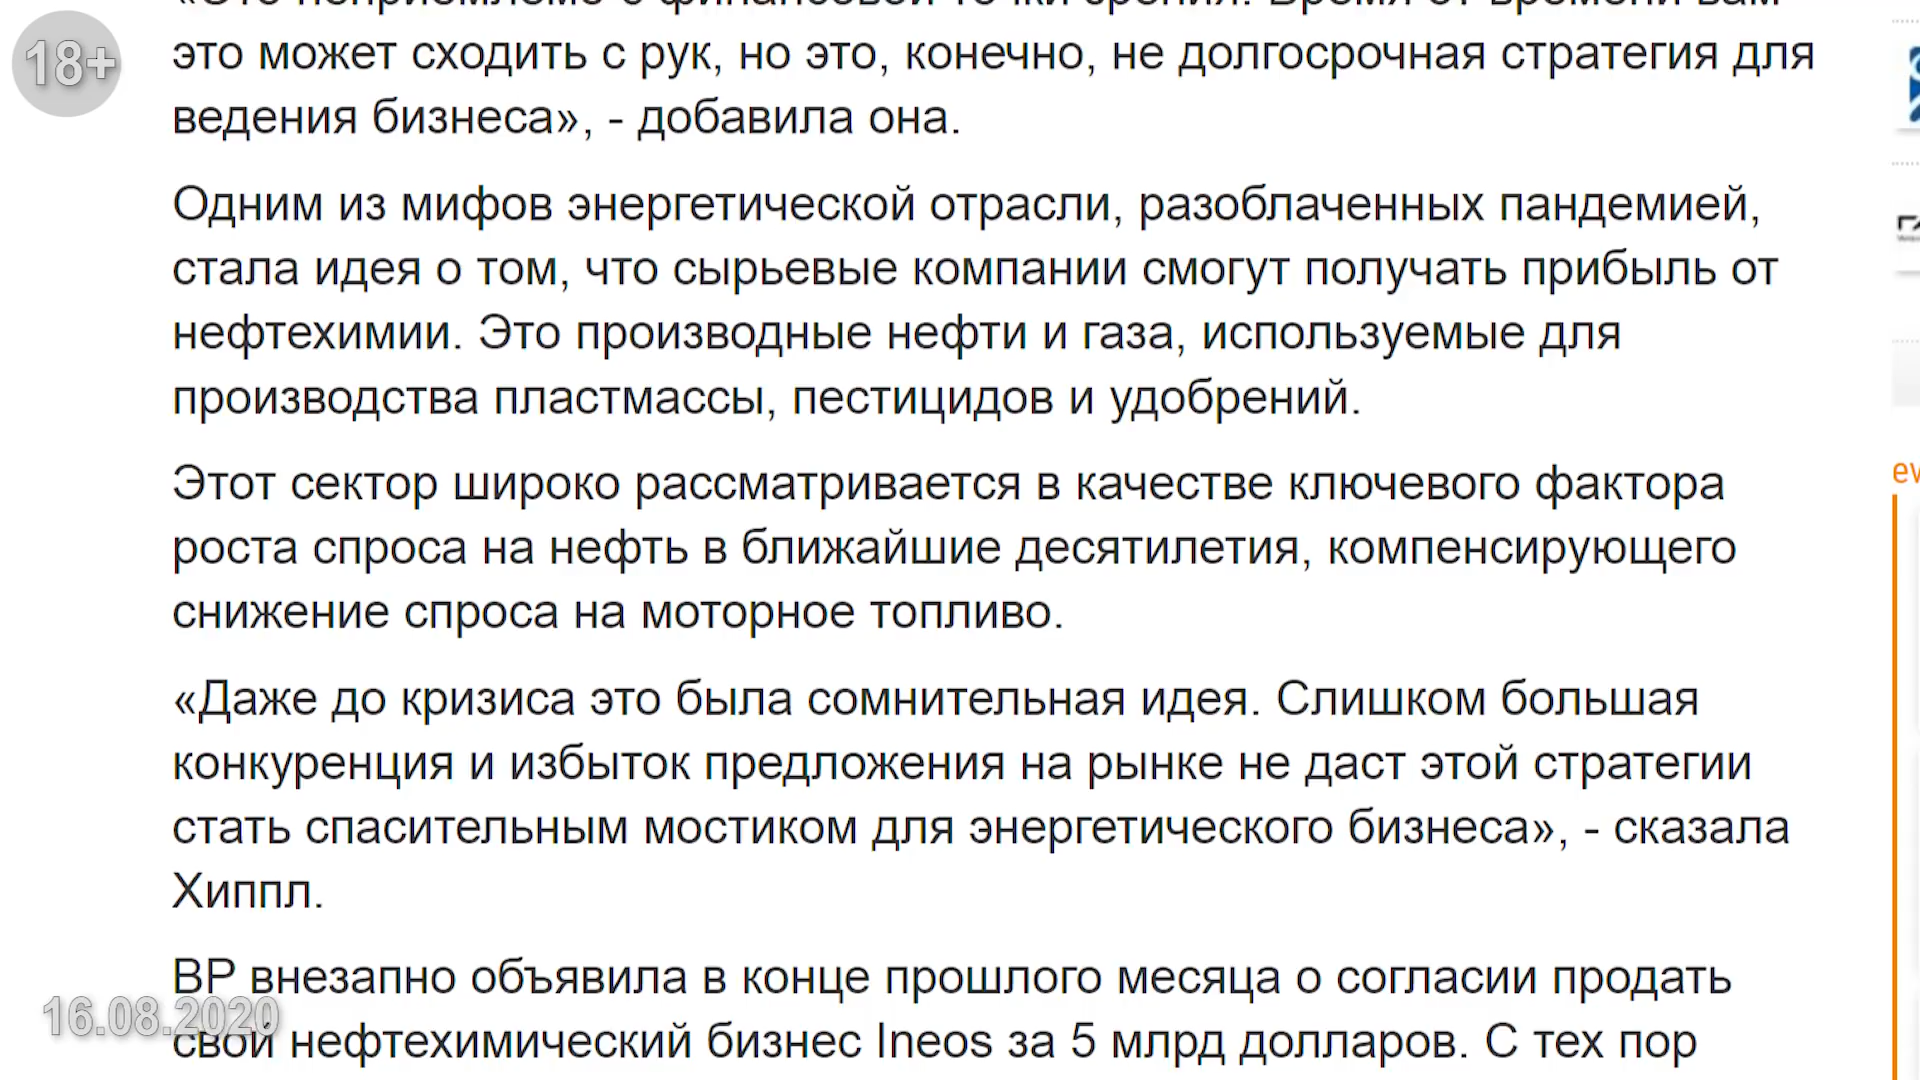 18+
это может сходить с рук, но это, конечно, не долгосрочная стратегия для
ведения бизнеса», - добавила она.
Одним из мифов энергетической отрасли, разоблаченных пандемией,
стала идея о том, что сырьевые компании смогут получать прибыль от
нефтехимии. Это производные нефти и газа, используемые для
производства пластмассы, пестицидов и удобрений.
Этот сектор широко рассматривается в качестве ключевого фактора
роста спроса на нефть в ближайшие десятилетия, компенсирующего
снижение спроса на моторное топливо.
«Даже до кризиса это была сомнительная идея. Слишком большая
конкуренция и избыток предложения на рынке не даст этой стратегии
стать спасительным мостиком для энергетического бизнеса», - сказала
Хиппл.
BP внезапно объявила в конце прошлого месяца о согласии продать
свой нефтехимический бизнес Ineos за 5 млрд долларов. С тех пор
16.08.2020